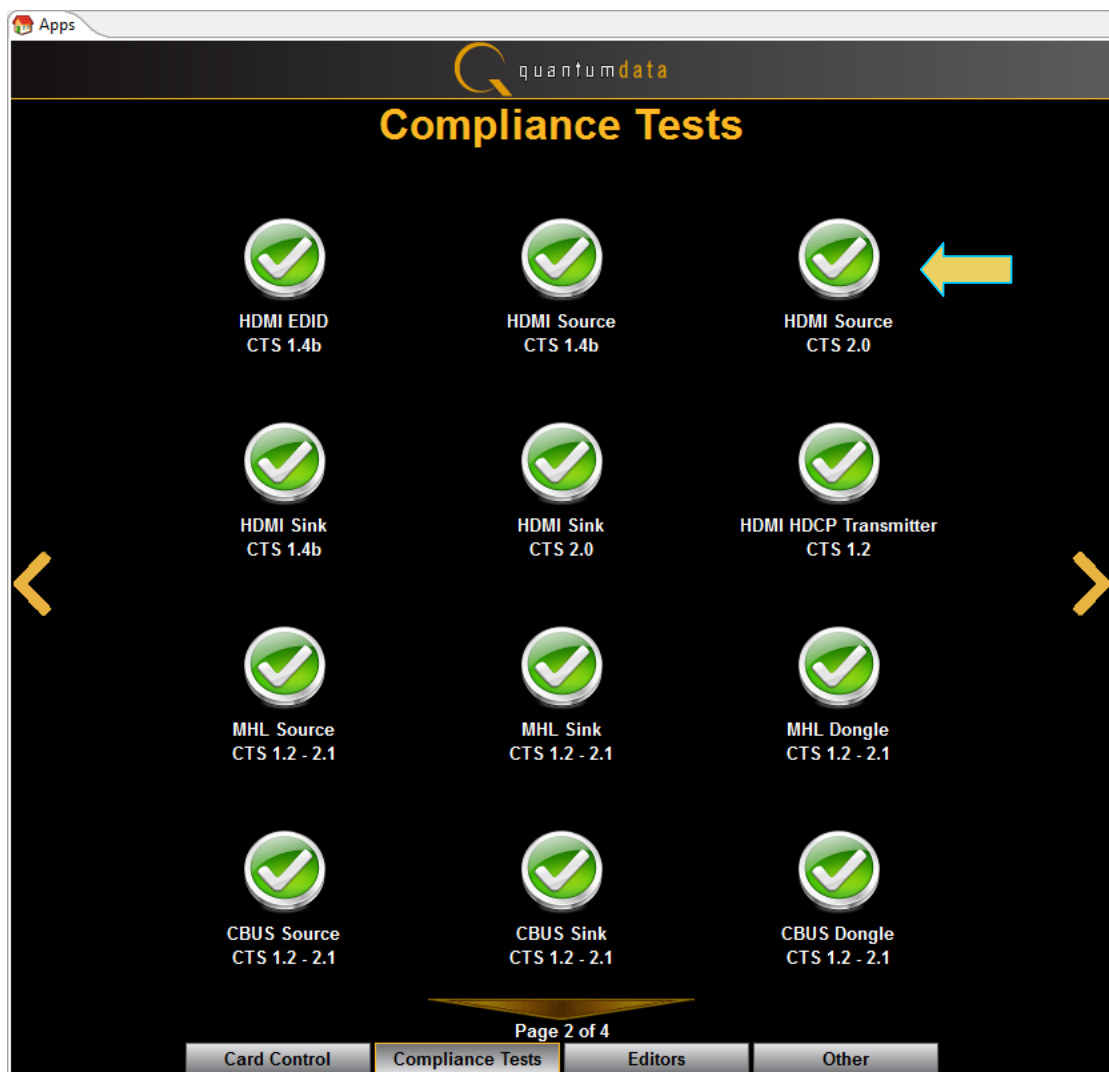 Apps
quantumdata
Compliance Tests
HDMI EDID
CTS 1.4b
HDMI Source
CTS 1.4b
HDMI Source
CTS 2.0
HDMI Sink
CTS 1.4b
HDMI Sink
CTS 2.0
HDMI HDCP Transmitter
CTS 1.2
MHL Source
CTS 1.2 - 2.1
MHL Sink
CTS 1.2 - 2.1
MHL Dongle
CTS 1.2 - 2.1
CBUS Source
CTS 1.2 - 2.1
CBUS Sink
CTS 1.2 - 2.1
CBUS Dongle
CTS 1.2 - 2.1
Page 2 of 4
Card Control
Compliance Tests
Editors
Other